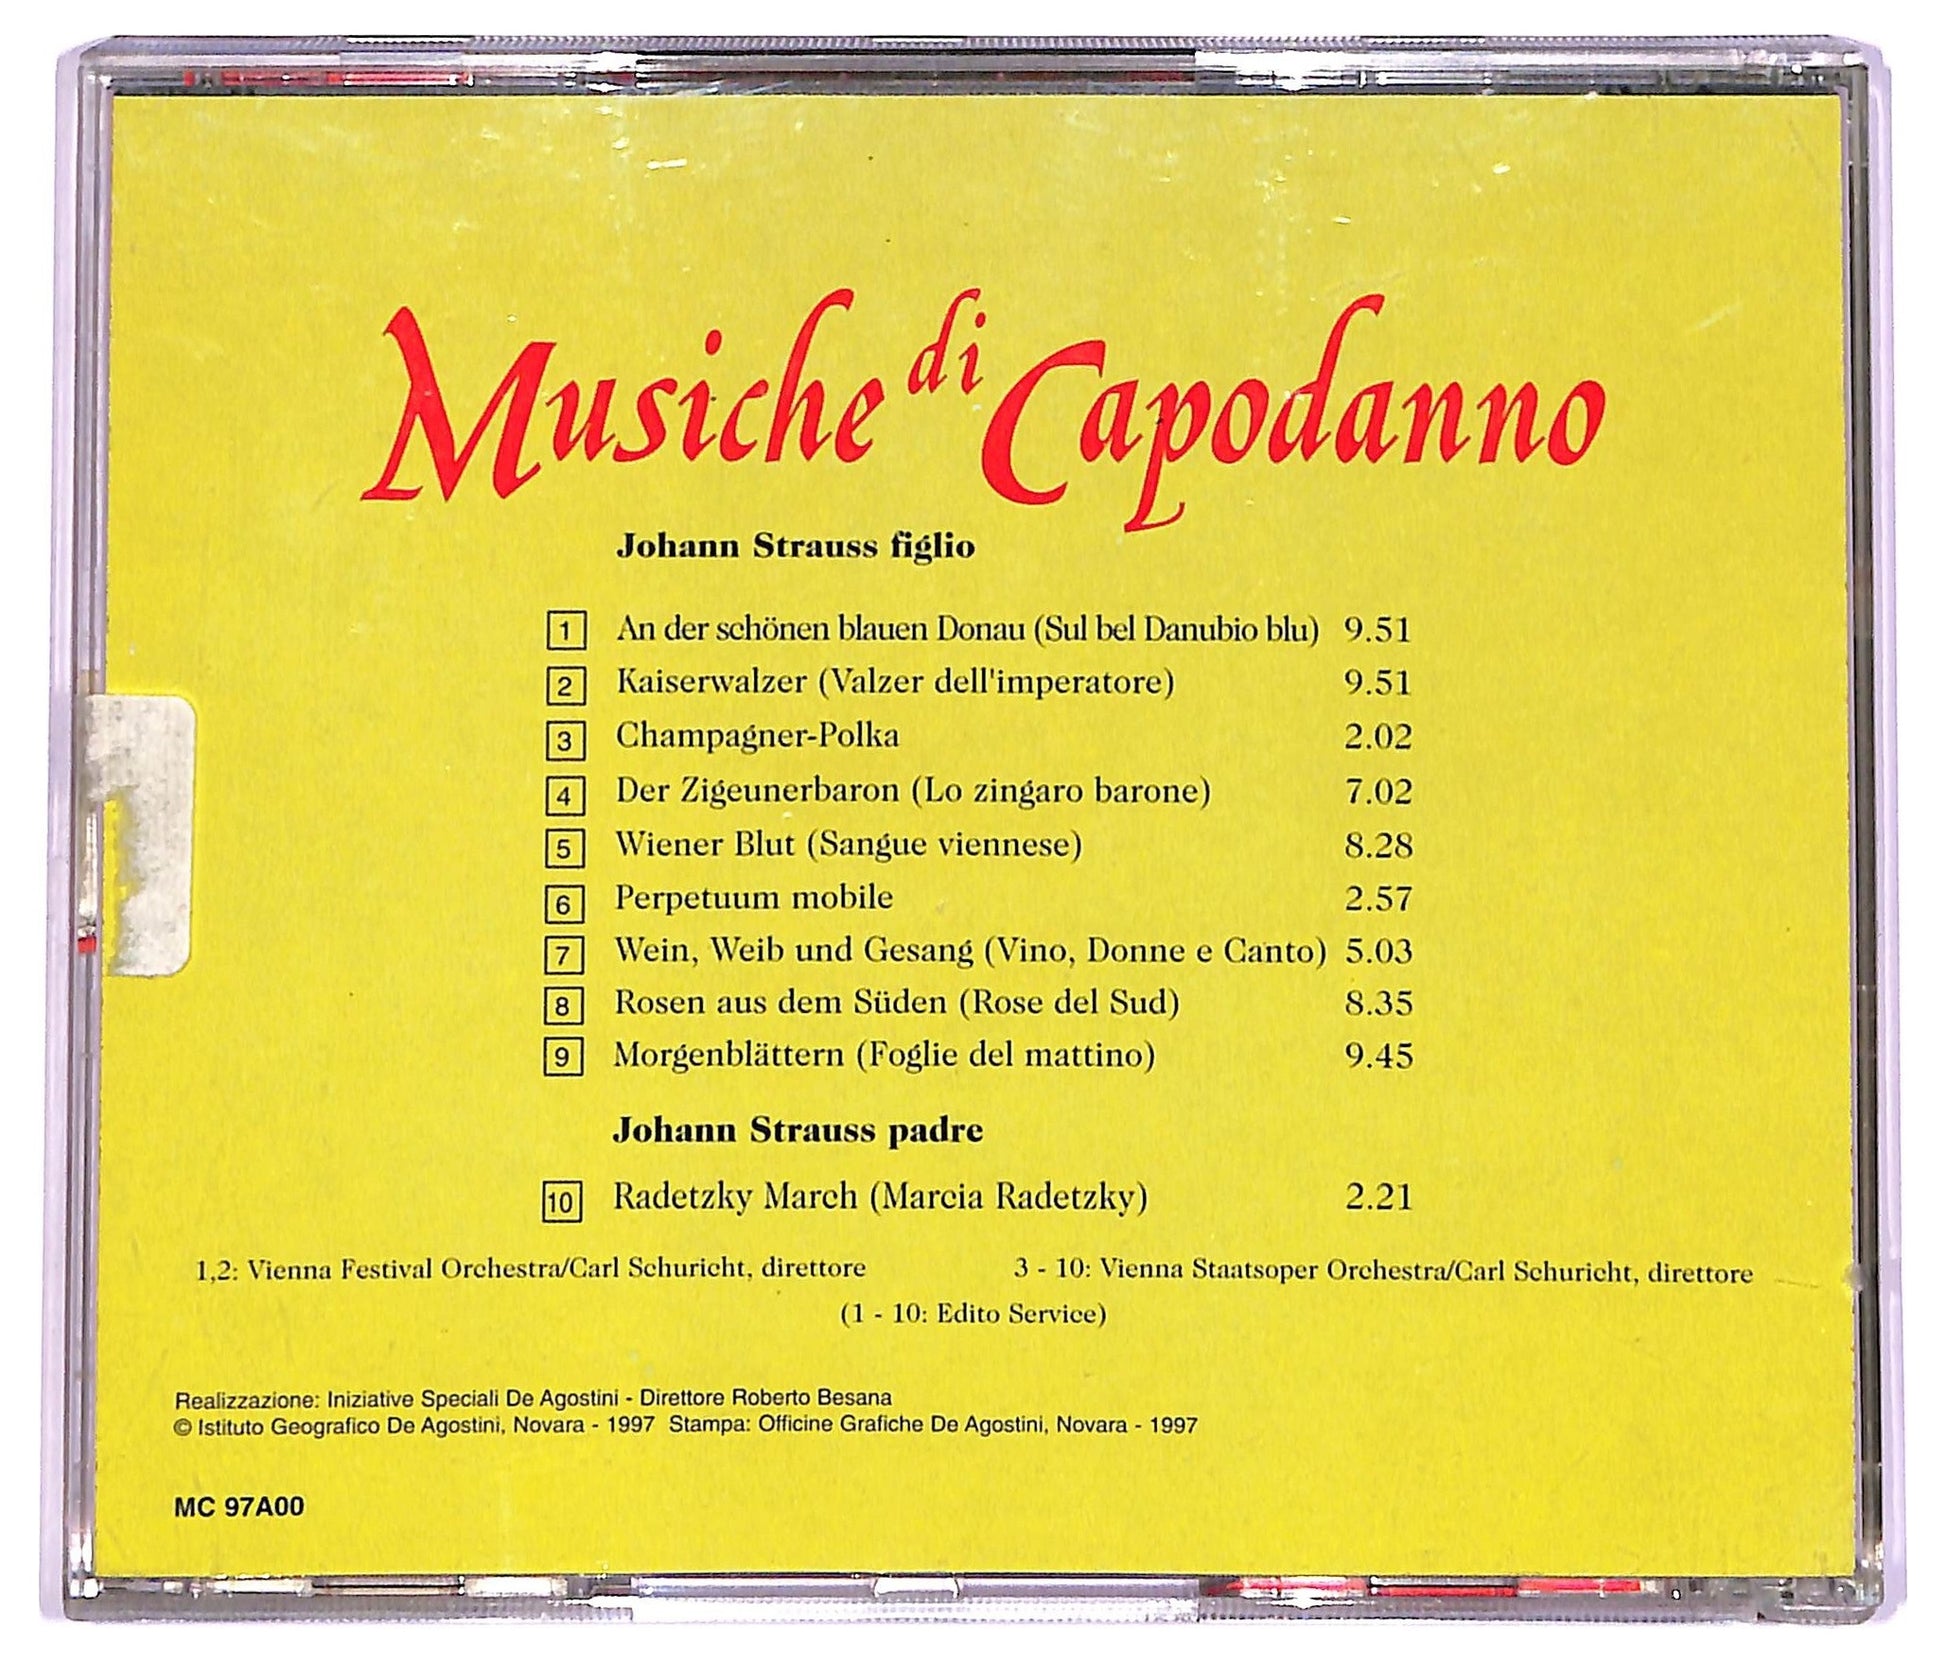 Musiche di Capodanno
Johann Strauss figlio
1 An der schönen blauen Donau (Sul bel Danubio blu) 9.51
2 Kaiserwalzer (Valzer dell'imperatore) 9.51
3 Champagner-Polka 2.02
4 Der Zigeunerbaron (Lo zingaro barone) 7.02
5 Wiener Blut (Sangue viennese) 8.28
6 Perpetuum mobile 2.57
7 Wein, Weib und Gesang (Vino, Donne e Canto) 5.03
8 Rosen aus dem Süden (Rose del Sud) 8.35
9 Morgenblättern (Foglie del mattino) 9.45
Johann Strauss padre
10 Radetzky March (Marcia Radetzky) 2.21
1,2: Vienna Festival Orchestra/Carl Schuricht, direttore 3 - 10: Vienna Staatsoper Orchestra/Carl Schuricht, direttore
(1 - 10: Edito Service)
Realizzazione: Iniziative Speciali De Agostini - Direttore Roberto Besana
© Istituto Geografico De Agostini, Novara - 1997 Stampa: Officine Grafiche De Agostini, Novara - 1997
MC 97A00